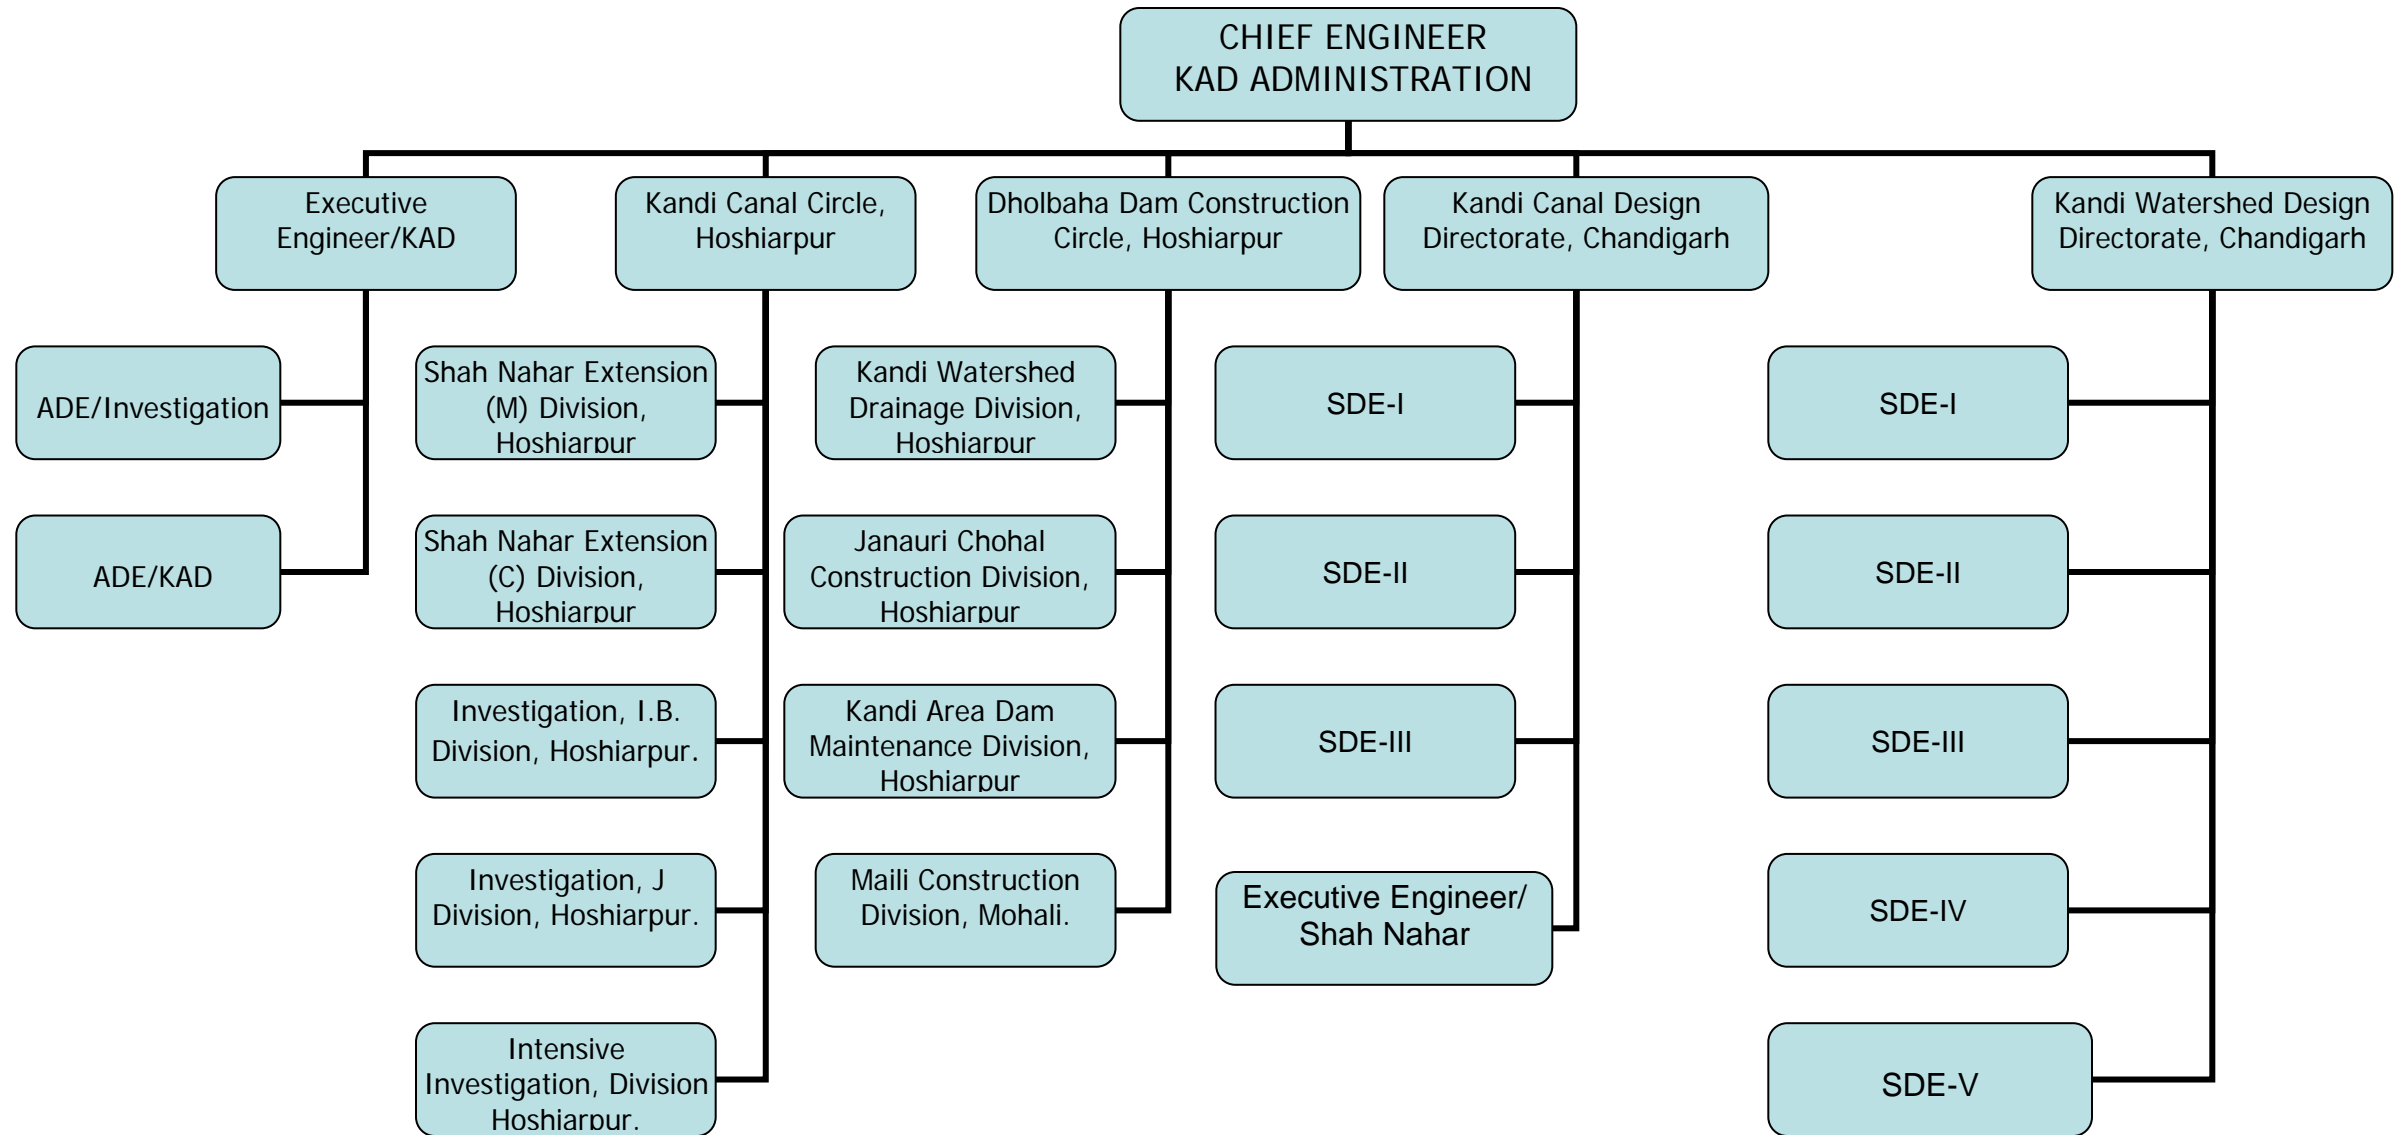 CHIEF ENGINEER
KAD ADMINISTRATION
Executive
Engineer/KAD
Kandi Canal Circle,
Hoshiarpur
Dholbaha Dam Construction
Circle, Hoshiarpur
Kandi Canal Design
Directorate, Chandigarh
Kandi Watershed Design
Directorate, Chandigarh
ADE/Investigation
ADE/KAD
Shah Nahar Extension
(M) Division,
Hoshiarpur
Shah Nahar Extension
(C) Division,
Hoshiarpur
Investigation, I.B.
Division, Hoshiarpur.
Investigation, J
Division, Hoshiarpur.
Intensive
Investigation, Division
Hoshiarpur.
Kandi Watershed
Drainage Division,
Hoshiarpur
Janauri Chohal
Construction Division,
Hoshiarpur
Kandi Area Dam
Maintenance Division,
Hoshiarpur
Maili Construction
Division, Mohali.
SDE-I
SDE-II
SDE-III
Executive Engineer/
Shah Nahar
SDE-I
SDE-II
SDE-III
SDE-IV
SDE-V